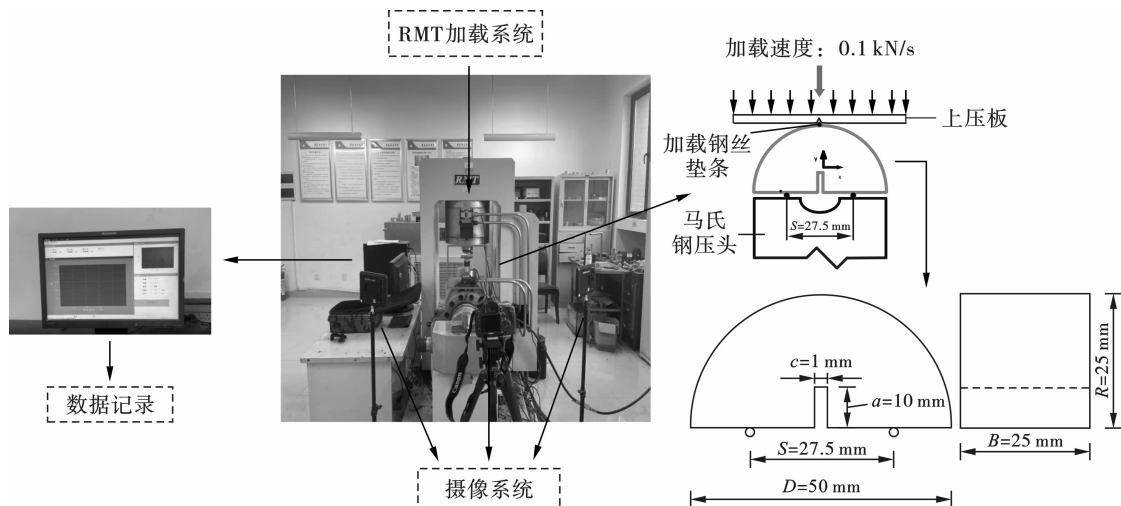 RMT加载系统
加载速度：0.1 kN/s
上压板
加载钢丝
垫条
y
x
马氏
钢压头
S=27.5 mm
RMT
数据记录
摄像系统
c=1 mm
a=10 mm
S=27.5 mm
D=50 mm
B=25 mm
R=25 mm